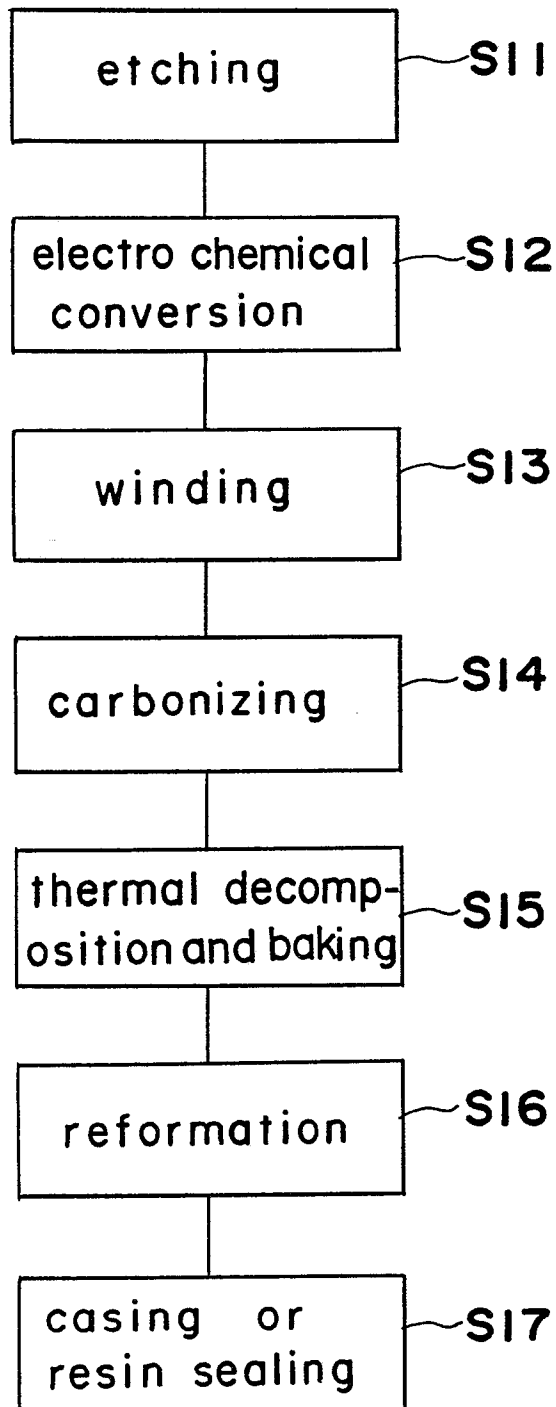 etching
S11
electro chemical
conversion
S12
winding
S13
carbonizing
S14
thermal decomp-
osition and baking
S15
reformation
S16
casing or
resin sealing
S17